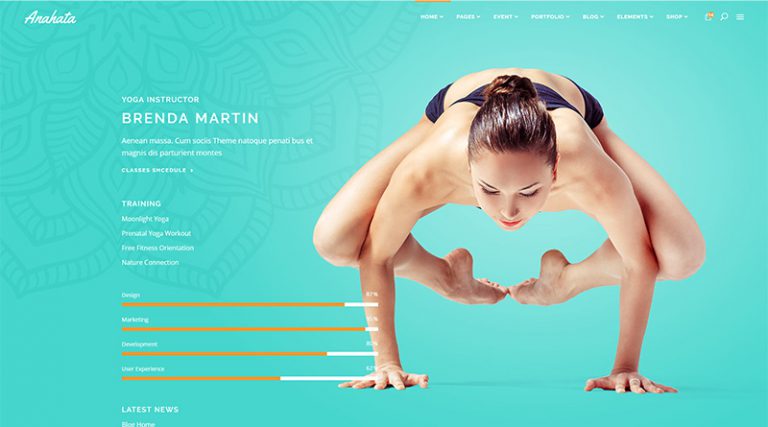 Anahata
HOME PAGES EVENT PORTFOLIO BLOG ELEMENTS SHOP
YOGA INSTRUCTOR
BRENDA MARTIN
Aenean massa. Cum sociis Theme natoque penati bus et
magnis dis parturient montes
CLASSES SHCEDULE
TRAINING
Moonlight Yoga
Prenatal Yoga Workout
Free Fitness Orientation
Nature Connection
Design 87%
Marketing 95%
Development 80%
User Experience 62%
LATEST NEWS
Blog Home